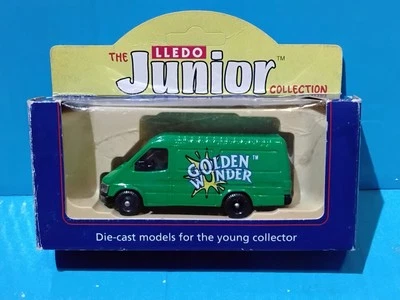 LLEDO
THE Junior™ COLLECTION
GOLDEN™
WONDER
Die-cast models for the young collector